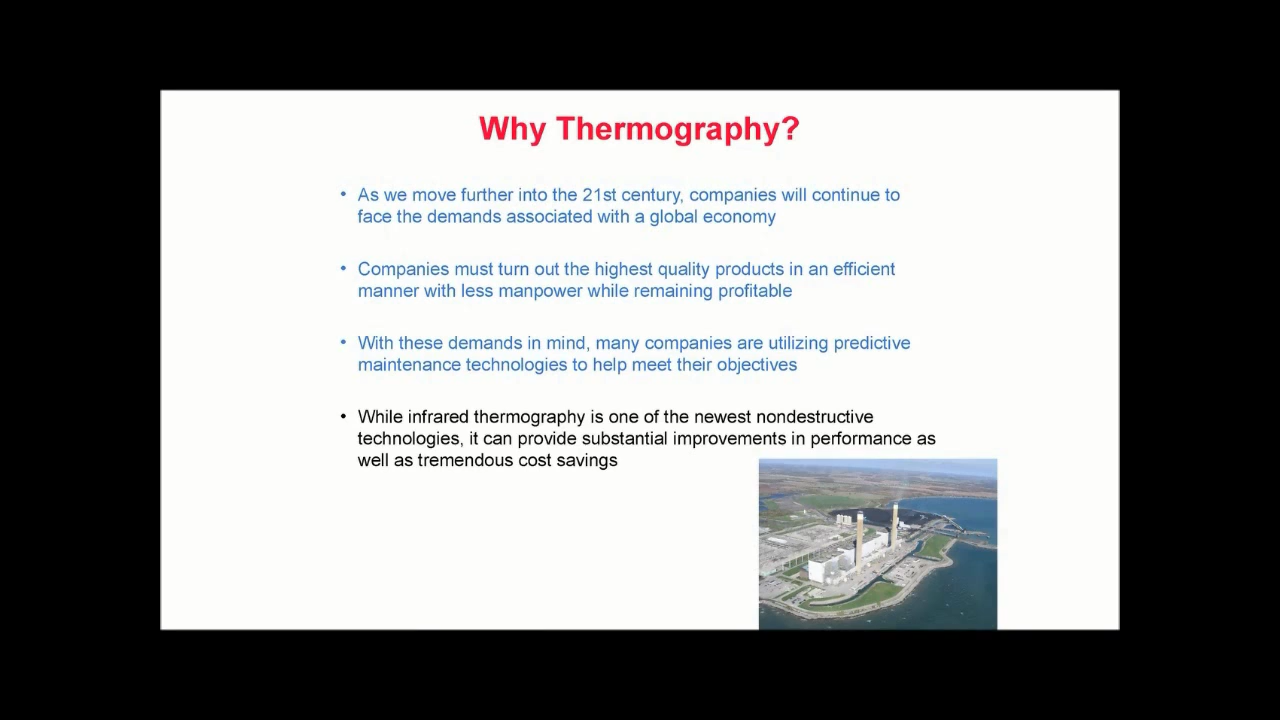 Why Thermography?
• As we move further into the 21st century, companies will continue to
face the demands associated with a global economy
• Companies must turn out the highest quality products in an efficient
manner with less manpower while remaining profitable
• With these demands in mind, many companies are utilizing predictive
maintenance technologies to help meet their objectives
• While infrared thermography is one of the newest nondestructive
technologies, it can provide substantial improvements in performance as
well as tremendous cost savings